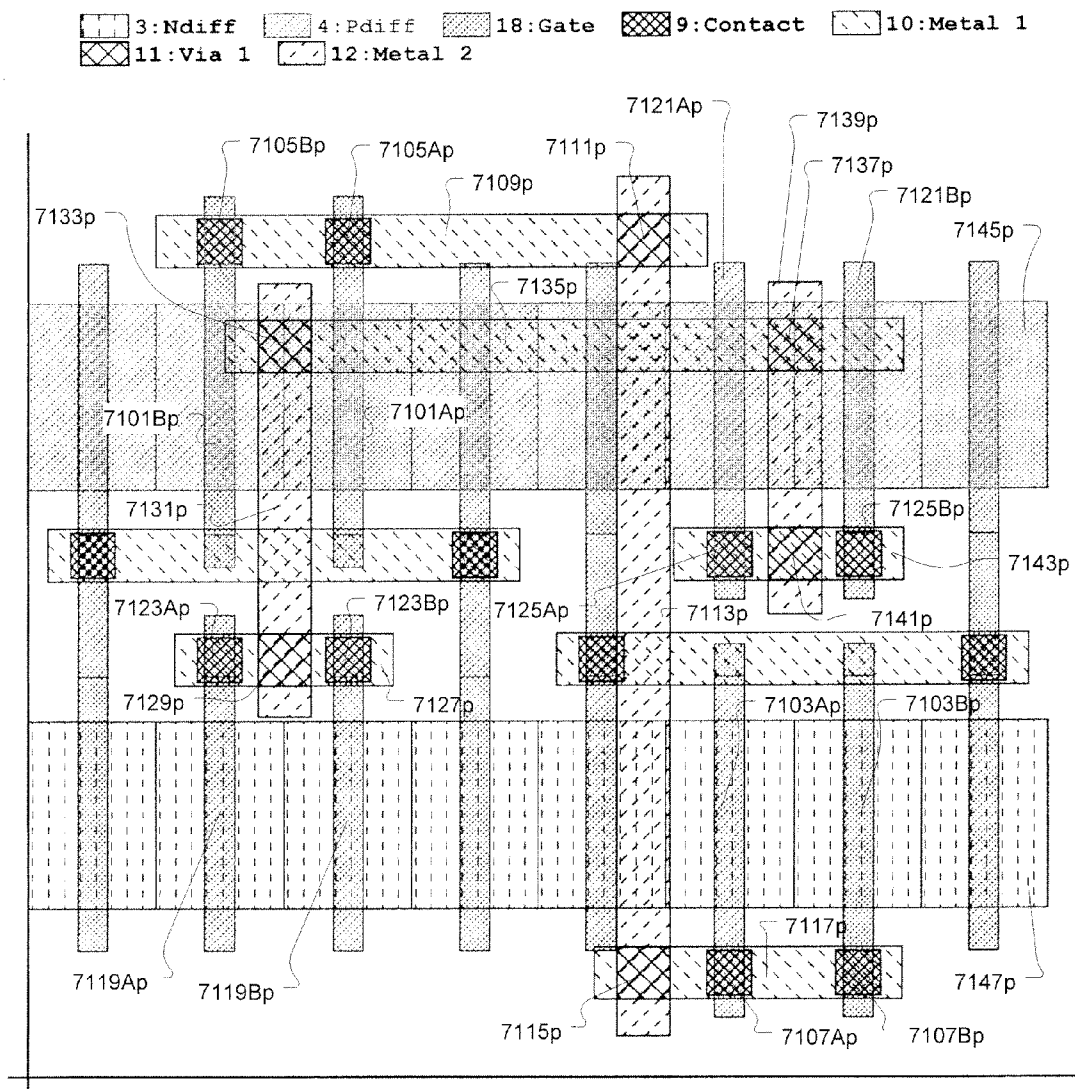 3:Ndiff 4:Pdiff 18:Gate 9:Contact 10:Metal 1
11:Via 1 12:Metal 2
7121Ap
7139p
7105Bp
7105Ap
7111p
7137p
7109p
7121Bp
7133p
7145p
7135p
7101Bp
7101Ap
7131p
7125Bp
7143p
7123Ap
7123Bp
7125Ap
7113p
7141p
7129p
7127p
7103Ap
7103Bp
7117p
7119Ap
7119Bp
7147p
7115p
7107Ap
7107Bp